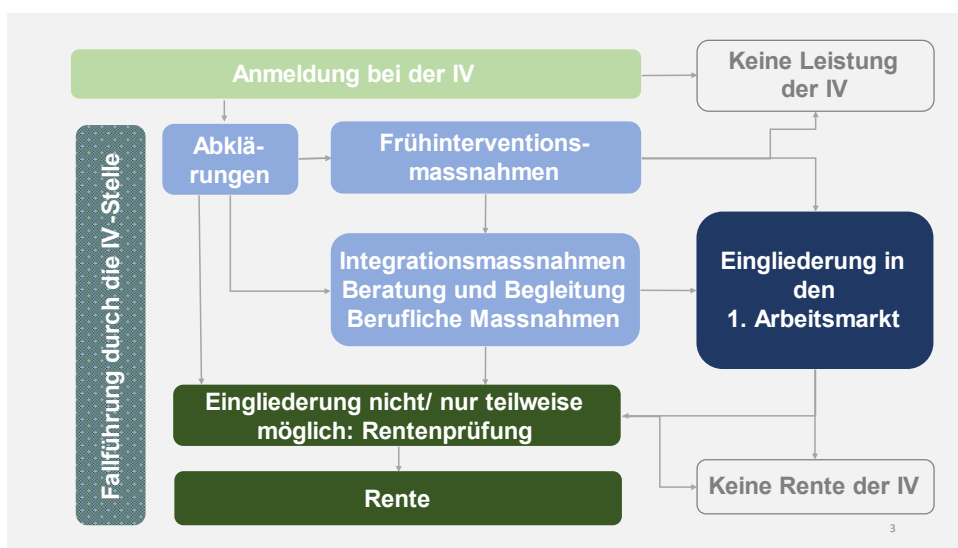 Anmeldung bei der IV
Keine Leistung
der IV
Fallführung durch die IV-Stelle
Abklä-
rungen
Frühinterventions-
massnahmen
Integrationsmassnahmen
Beratung und Begleitung
Berufliche Massnahmen
Eingliederung in
den
1. Arbeitsmarkt
Eingliederung nicht/ nur teilweise
möglich: Rentenprüfung
Rente
Keine Rente der IV
3